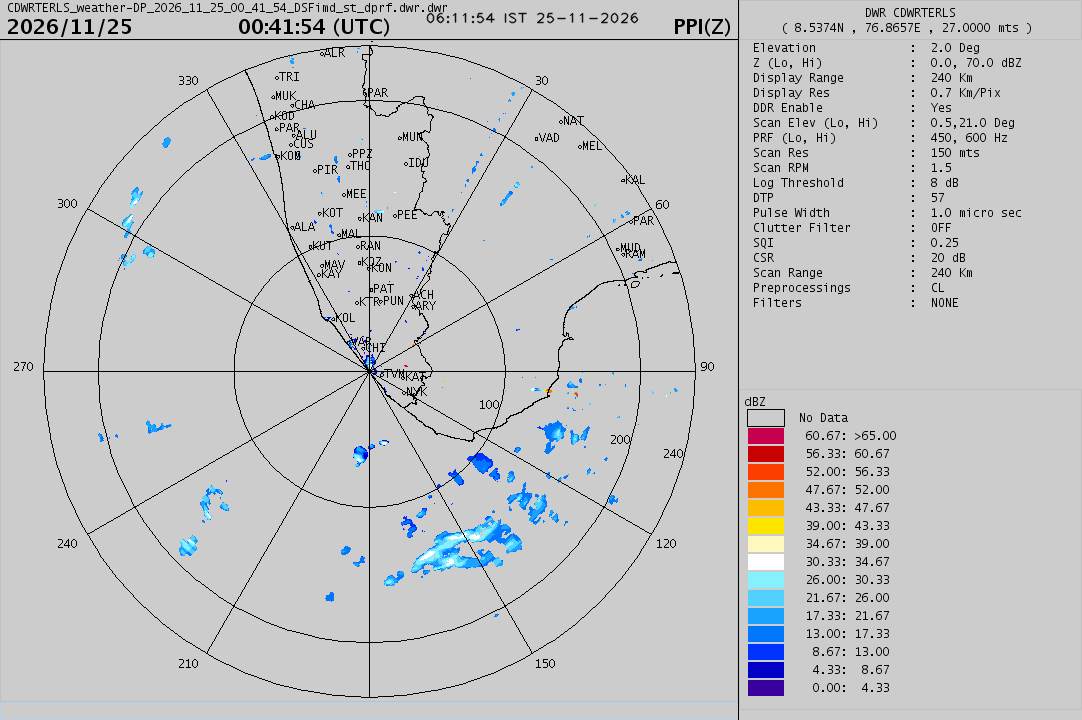 CDWRTERLS_weather-DP_2026_11_25_00_41_54_DSFimd_st_dprf.dwr.dwr
06:11:54 IST 25-11-2026
2026/11/25 00:41:54 (UTC) PPI(Z)
DWR CDWRTERLS
( 8.5374N , 76.8657E , 27.0000 mts )
Elevation : 2.0 Deg
Z (Lo, Hi) : 0.0, 70.0 dBZ
Display Range : 240 Km
Display Res : 0.7 Km/Pix
DDR Enable : Yes
Scan Elev (Lo, Hi) : 0.5,21.0 Deg
PRF (Lo, Hi) : 450, 600 Hz
Scan Res : 150 mts
Scan RPM : 1.5
Log Threshold : 8 dB
DTP : 57
Pulse Width : 1.0 micro sec
Clutter Filter : OFF
SQI : 0.25
CSR : 20 dB
Scan Range : 240 Km
Preprocessings : CL
Filters : NONE
dBZ
No Data
60.67: >65.00
56.33: 60.67
52.00: 56.33
47.67: 52.00
43.33: 47.67
39.00: 43.33
34.67: 39.00
30.33: 34.67
26.00: 30.33
21.67: 26.00
17.33: 21.67
13.00: 17.33
8.67: 13.00
4.33: 8.67
0.00: 4.33
ALR
330
TRI
30
MUK
PAR
CHA
KOD
NAT
PAR
ALU
MUN
VAD
CUS
MEL
KON
PPZ
THO
IDU
PIR
KAL
MEE
300
60
KOT
KAN
PEE
PAR
ALA
MAL
KUT
RAN
MUD
RAM
MAV
KOZ
KON
KAY
PAT
KTR
PUN
ACH
ARY
KOL
VAR
CHI
270
TVM
KAT
90
NYK
100
200
240
240
120
210
150